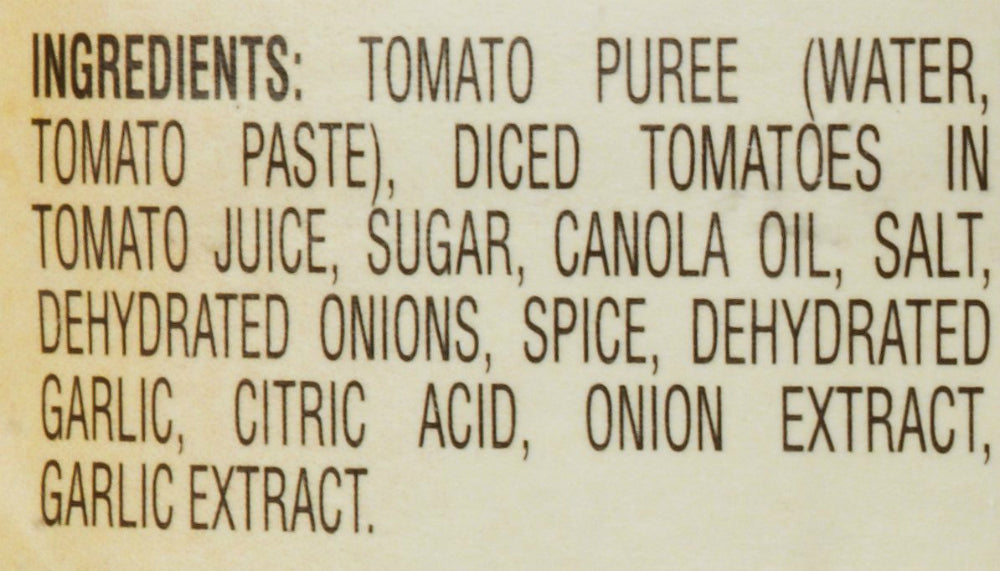 INGREDIENTS: TOMATO PUREE (WATER,
TOMATO PASTE), DICED TOMATOES IN
TOMATO JUICE, SUGAR, CANOLA OIL, SALT,
DEHYDRATED ONIONS, SPICE, DEHYDRATED
GARLIC, CITRIC ACID, ONION EXTRACT,
GARLIC EXTRACT.